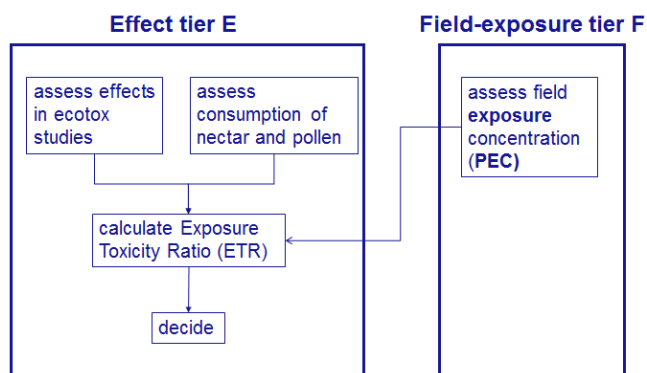 Effect tier E
Field-exposure tier F
assess effects
in ecotox
studies
assess
consumption of
nectar and pollen
assess field
exposure
concentration
(PEC)
calculate Exposure
Toxicity Ratio (ETR)
decide